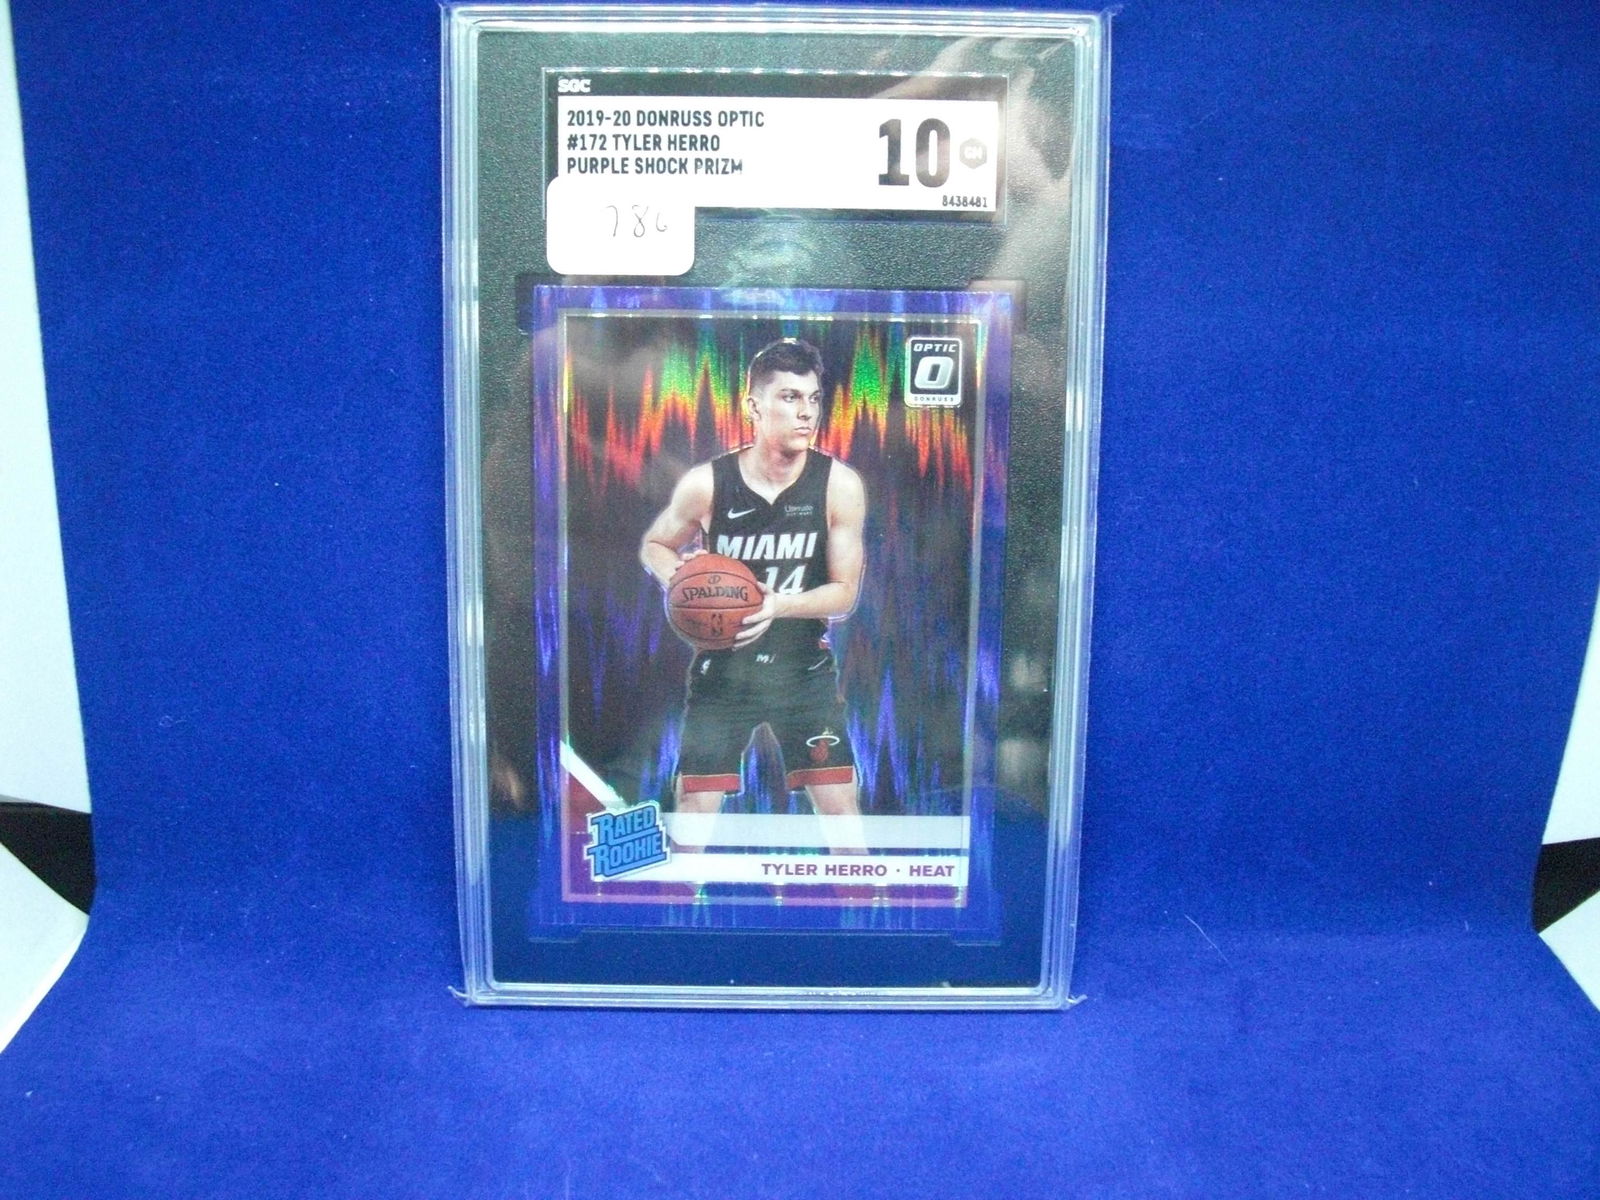 SGC
2019-20 DONRUSS OPTIC
#172 TYLER HERRO
PURPLE SHOCK PRIZM
10 GM
8438481
786
OPTIC
O
DONRUSS
MIAMI
14
SPALDING
RATED
ROOKIE
TYLER HERRO · HEAT